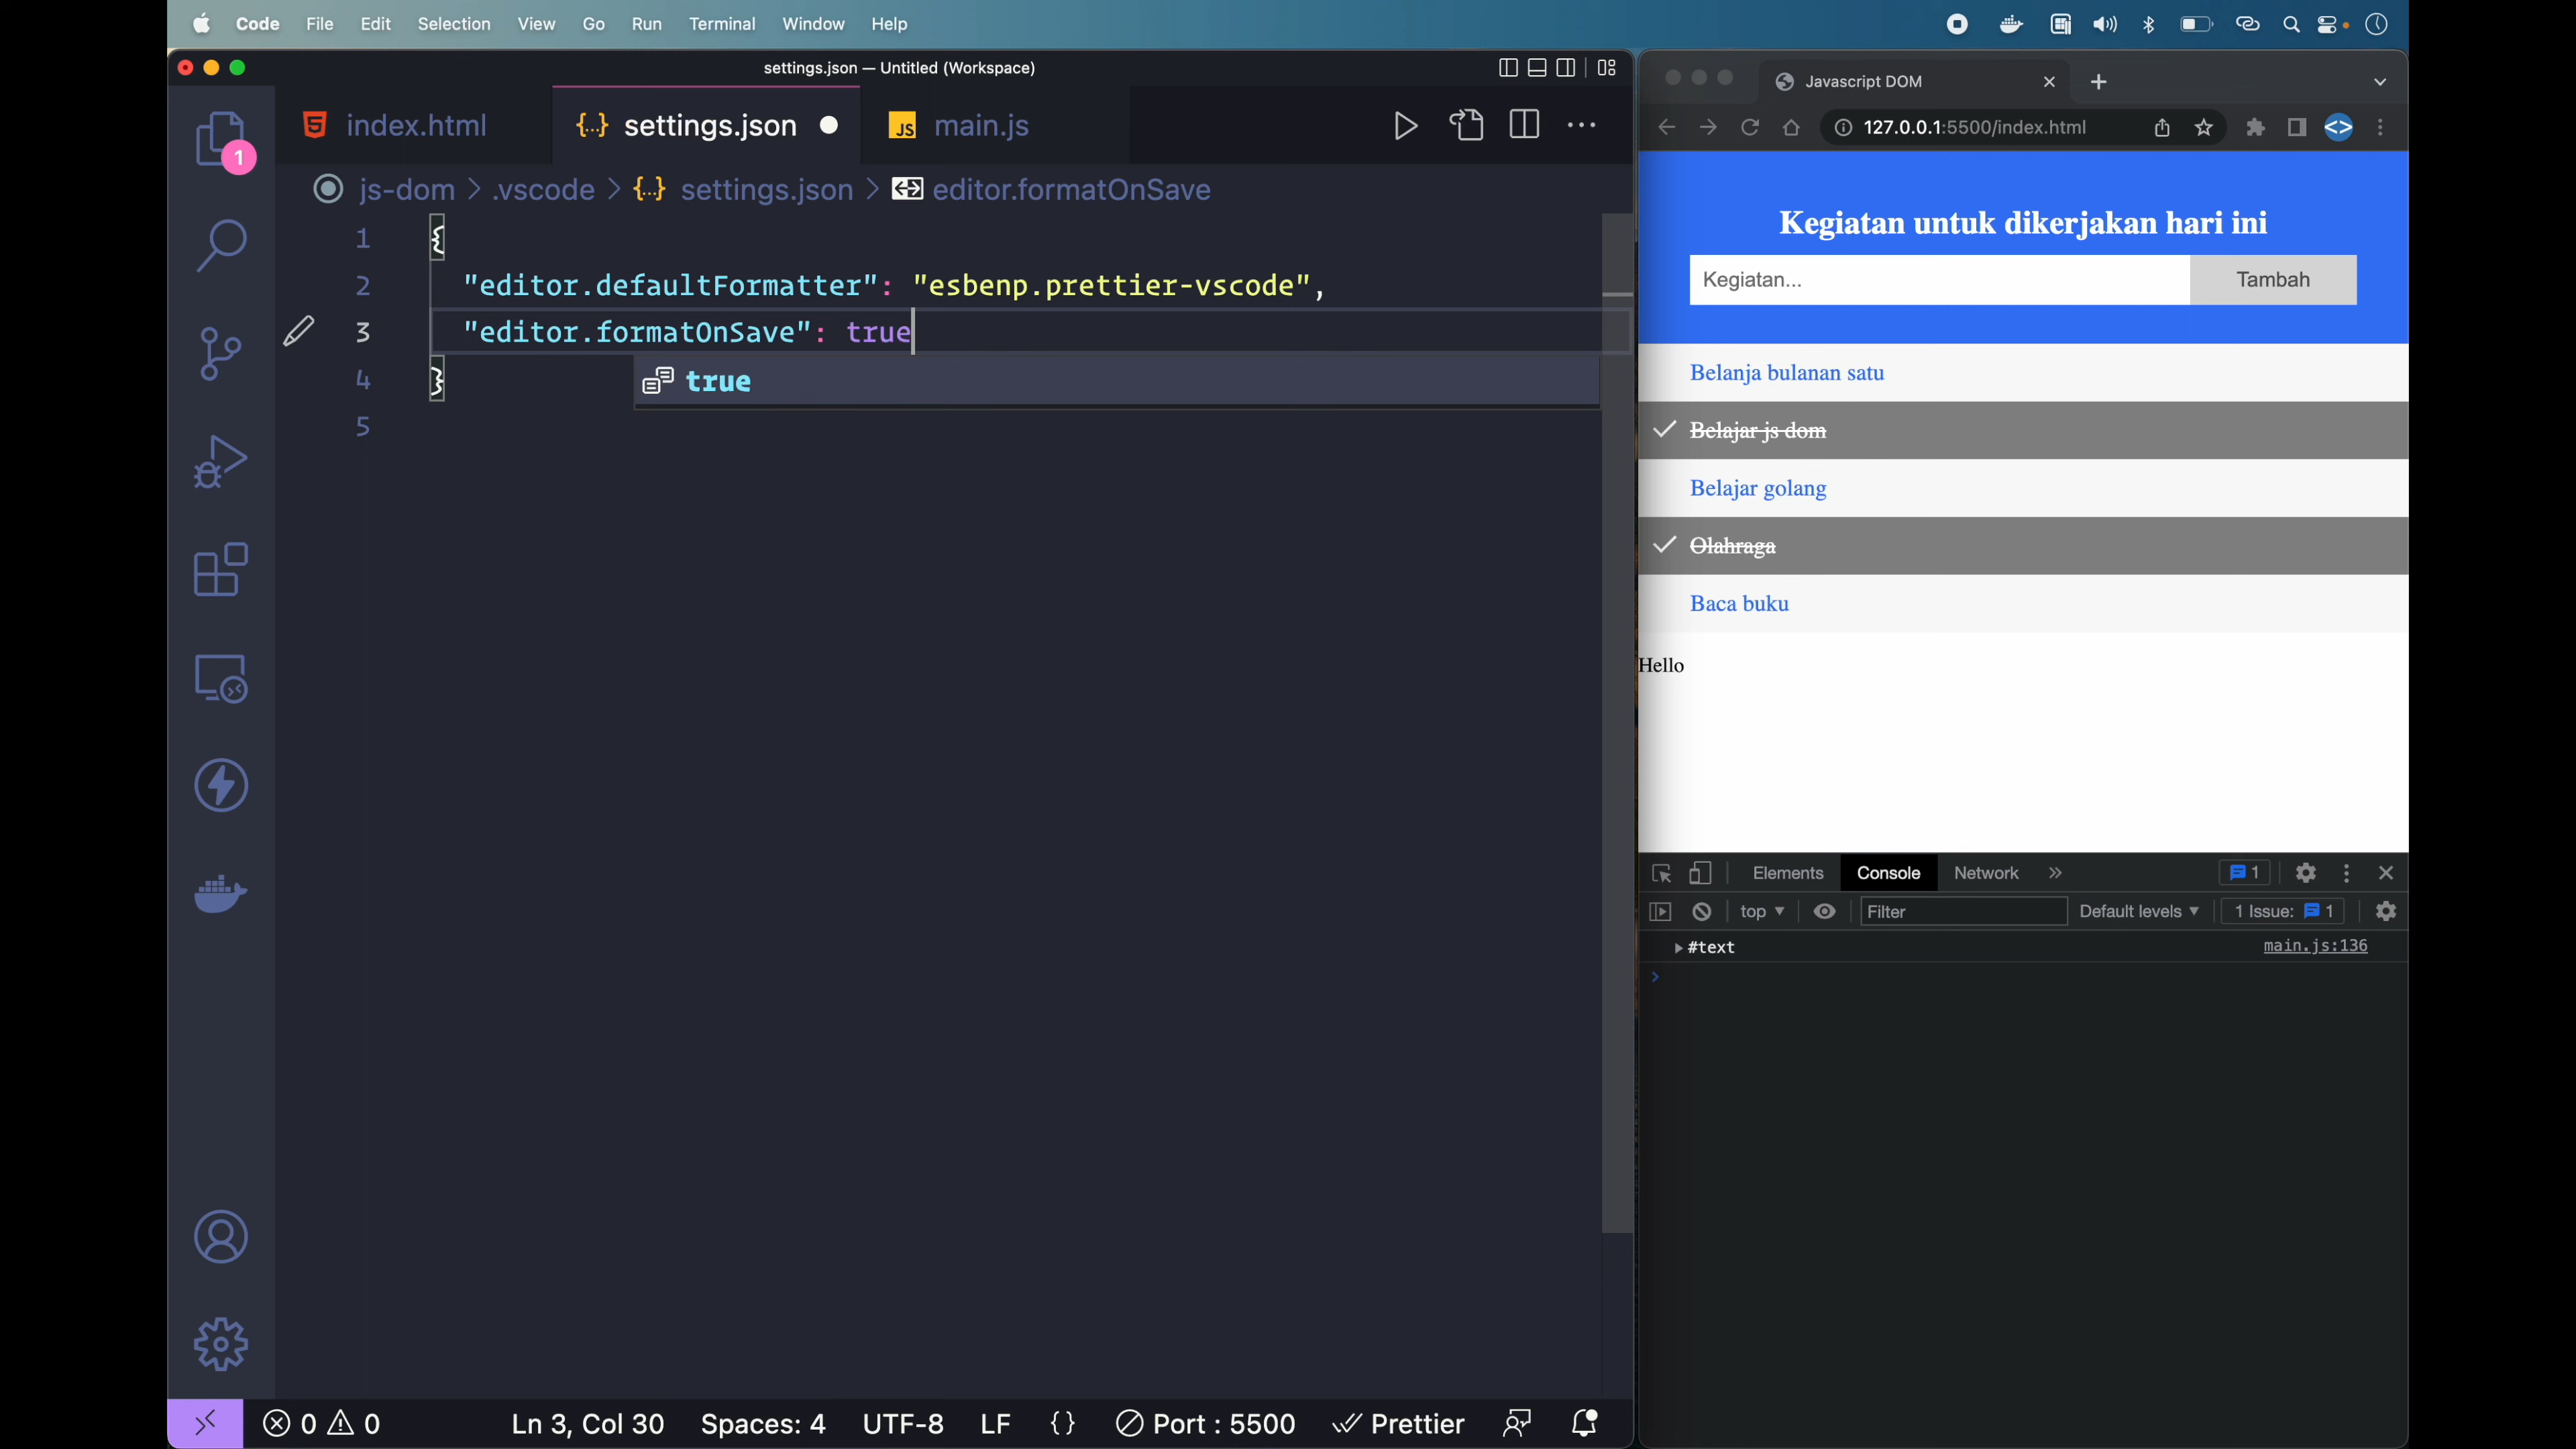 Code File Edit Selection View Go Run Terminal Window Help
settings.json — Untitled (Workspace)
index.html
{..} settings.json
JS main.js
1
js-dom > .vscode > {..} settings.json > editor.formatOnSave
1 {
2 "editor.defaultFormatter": "esbenp.prettier-vscode",
3 "editor.formatOnSave": true
true
4 }
5
0 0 Ln 3, Col 30 Spaces: 4 UTF-8 LF {} Port : 5500 Prettier
Javascript DOM
127.0.0.1:5500/index.html
Kegiatan untuk dikerjakan hari ini
Kegiatan... Tambah
Belanja bulanan satu
Belajar js dom
Belajar golang
Olahraga
Baca buku
Hello
Elements Console Network » 1
top Filter Default levels 1 Issue: 1
#text main.js:136